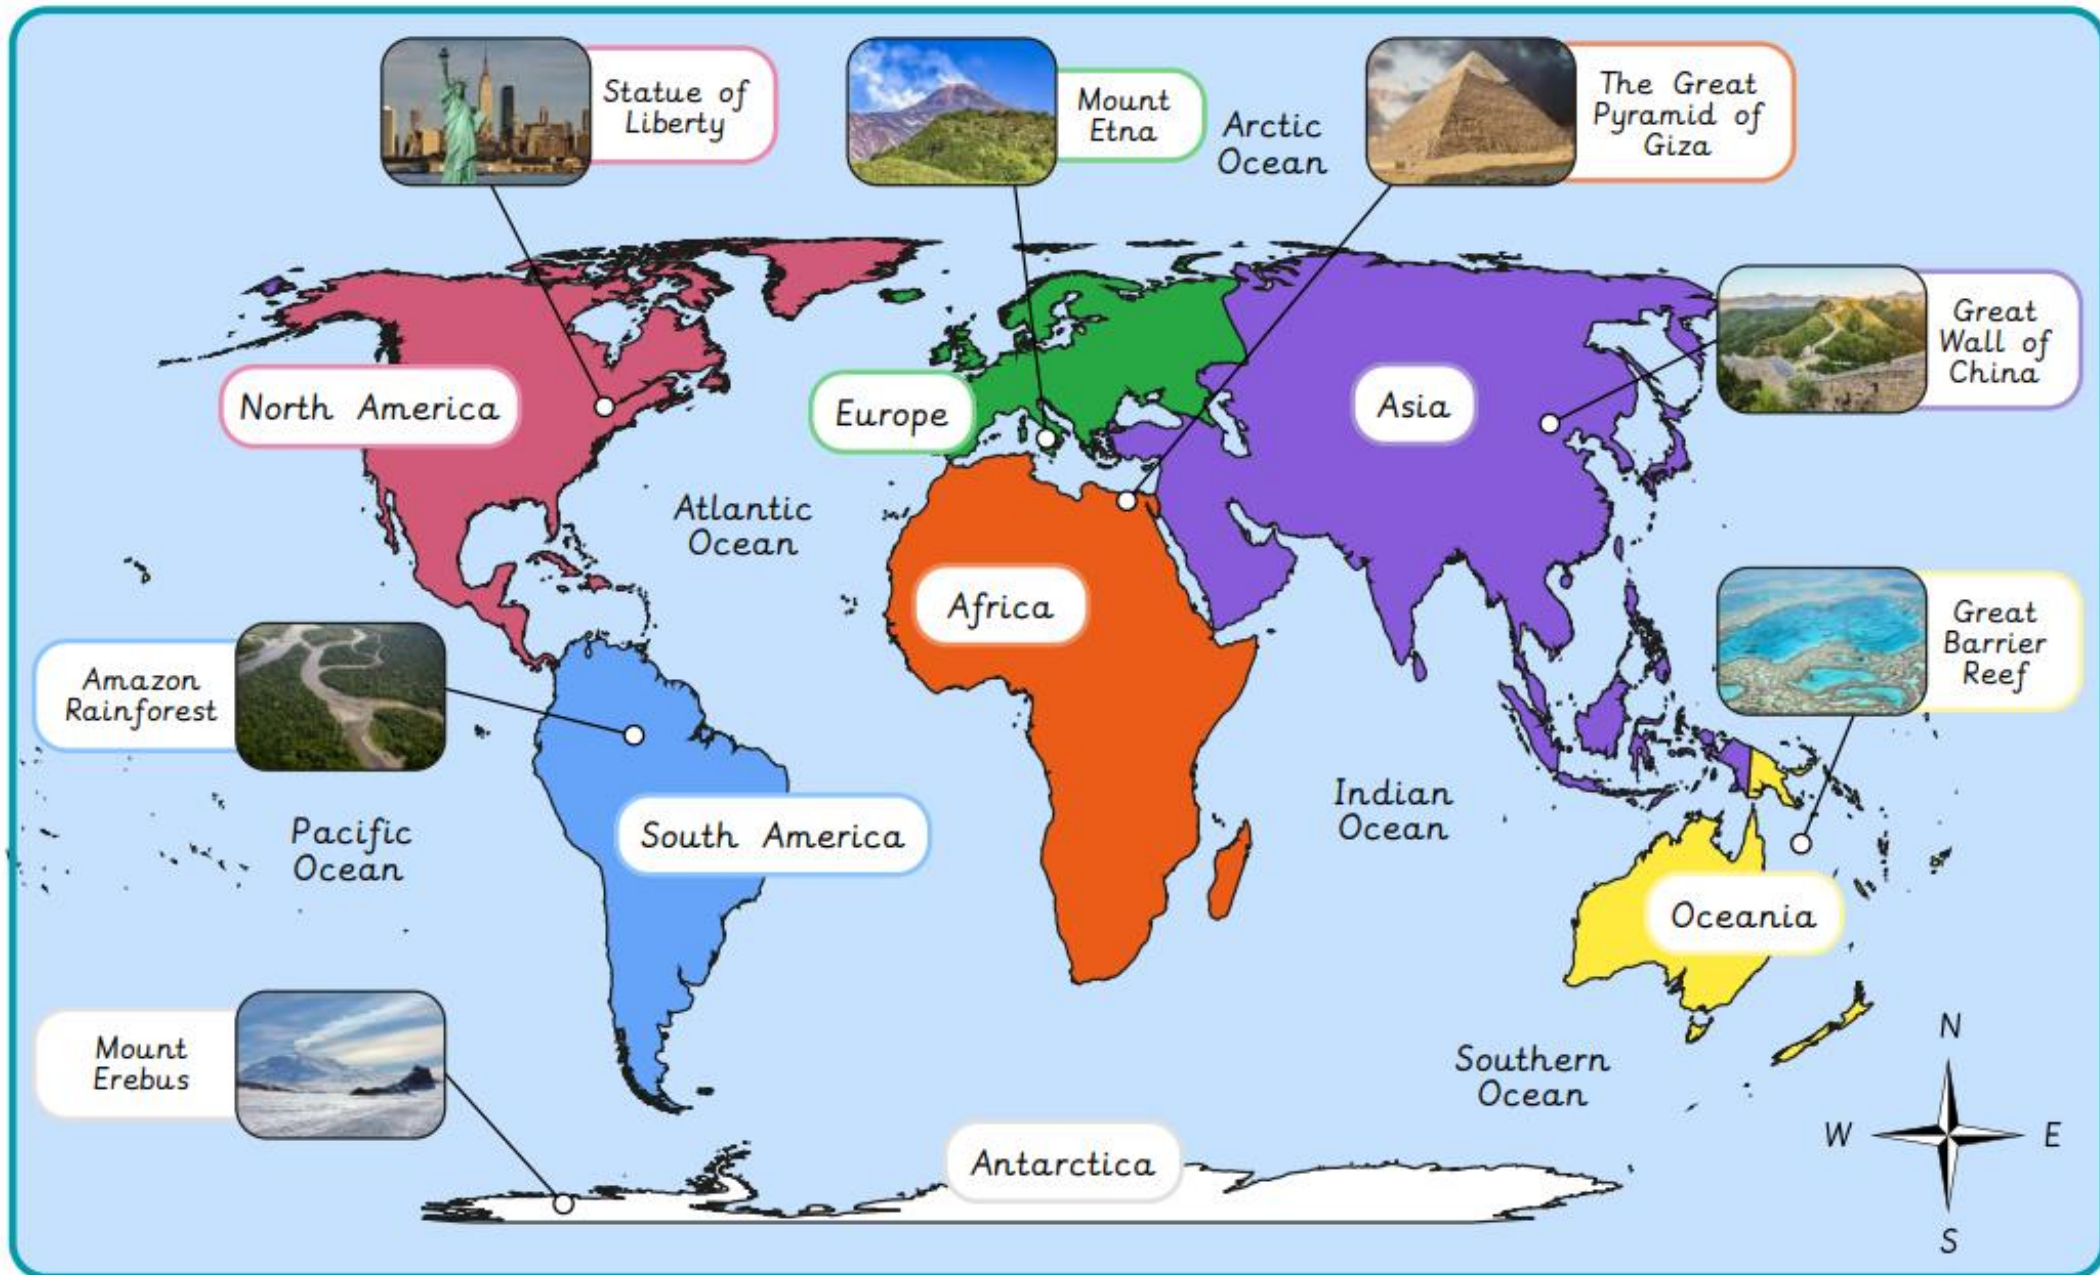 Statue of
Liberty
Mount
Etna
Arctic
Ocean
The Great
Pyramid of
Giza
Great
Wall of
China
North America
Europe
Asia
Atlantic
Ocean
Africa
Great
Barrier
Reef
Amazon
Rainforest
Indian
Ocean
Pacific
Ocean
South America
Oceania
Mount
Erebus
Southern
Ocean
Antarctica
N
W E
S